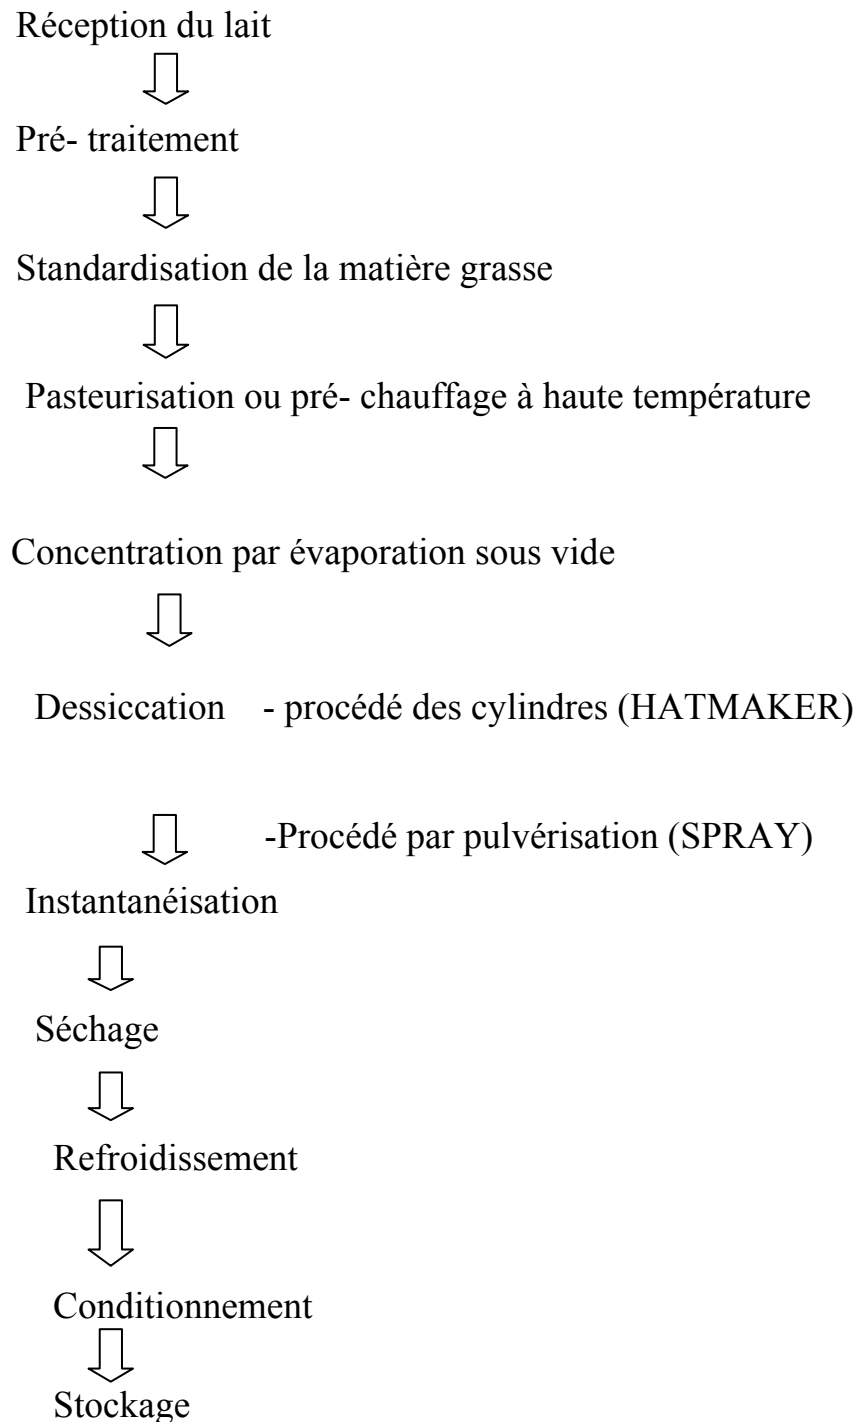 Réception du lait
Pré- traitement
Standardisation de la matière grasse
Pasteurisation ou pré- chauffage à haute température
Concentration par évaporation sous vide
Dessiccation - procédé des cylindres (HATMAKER)
-Procédé par pulvérisation (SPRAY)
Instantanéisation
Séchage
Refroidissement
Conditionnement
Stockage